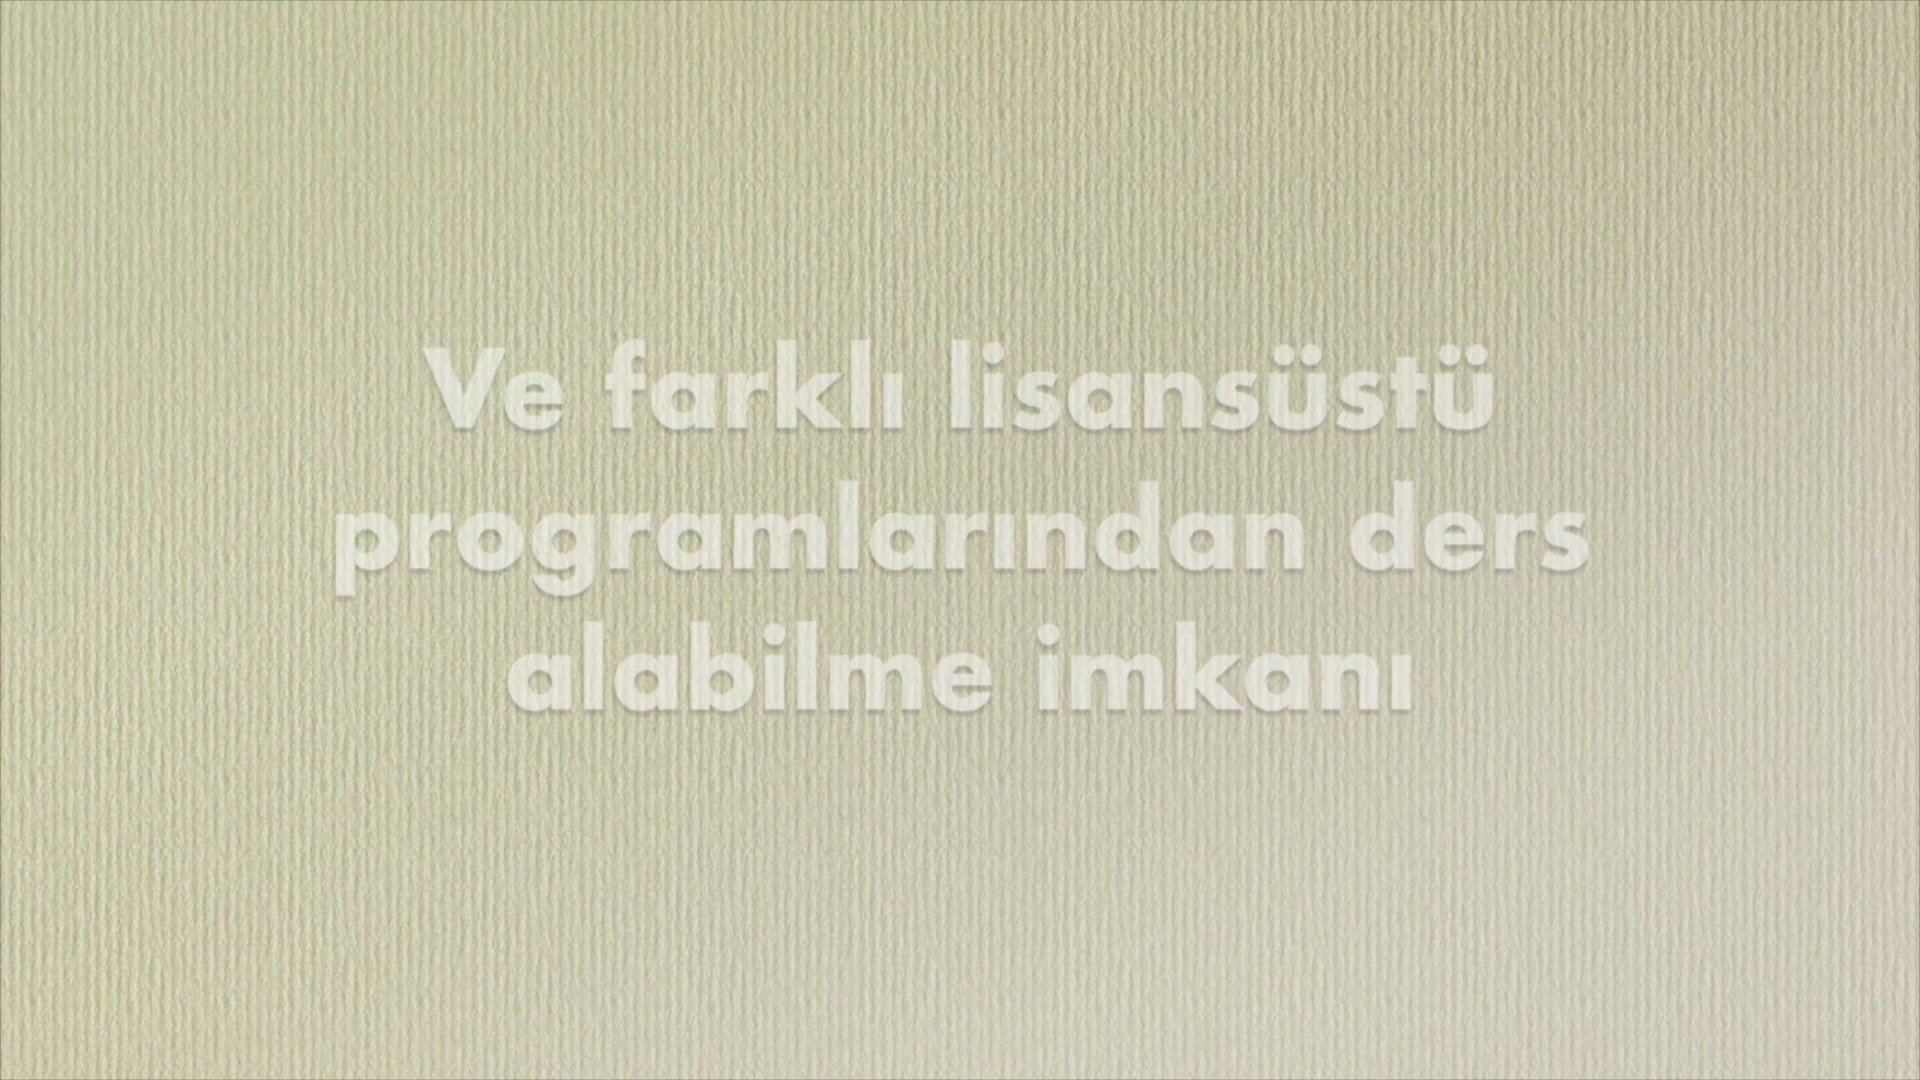 Ve farklı lisansüstü
programlarından ders
alabilme imkanı